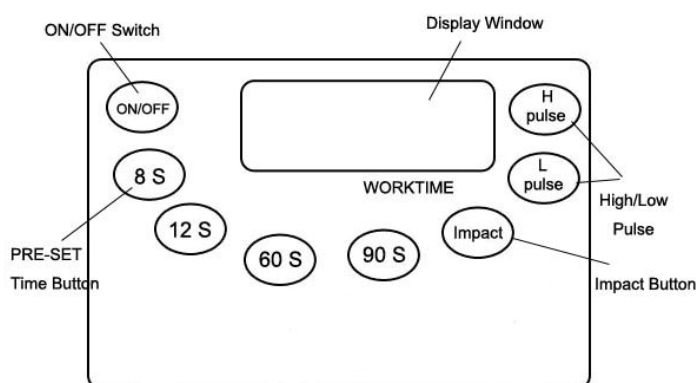 ON/OFF Switch
Display Window
ON/OFF
H
pulse
8 S
L
pulse
WORKTIME
High/Low
Pulse
12 S
Impact
60 S
90 S
PRE-SET
Time Button
Impact Button